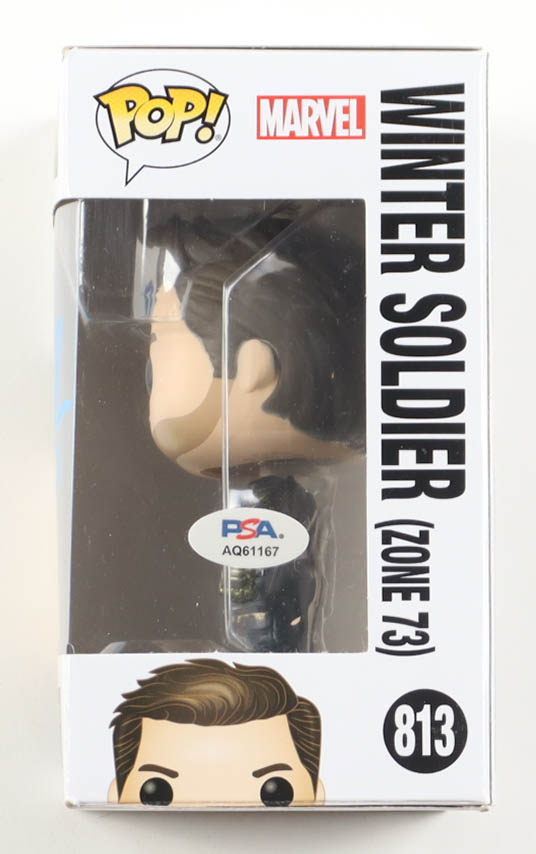 POP!
MARVEL
WINTER SOLDIER (ZONE 73)
PSA
AQ61167
813